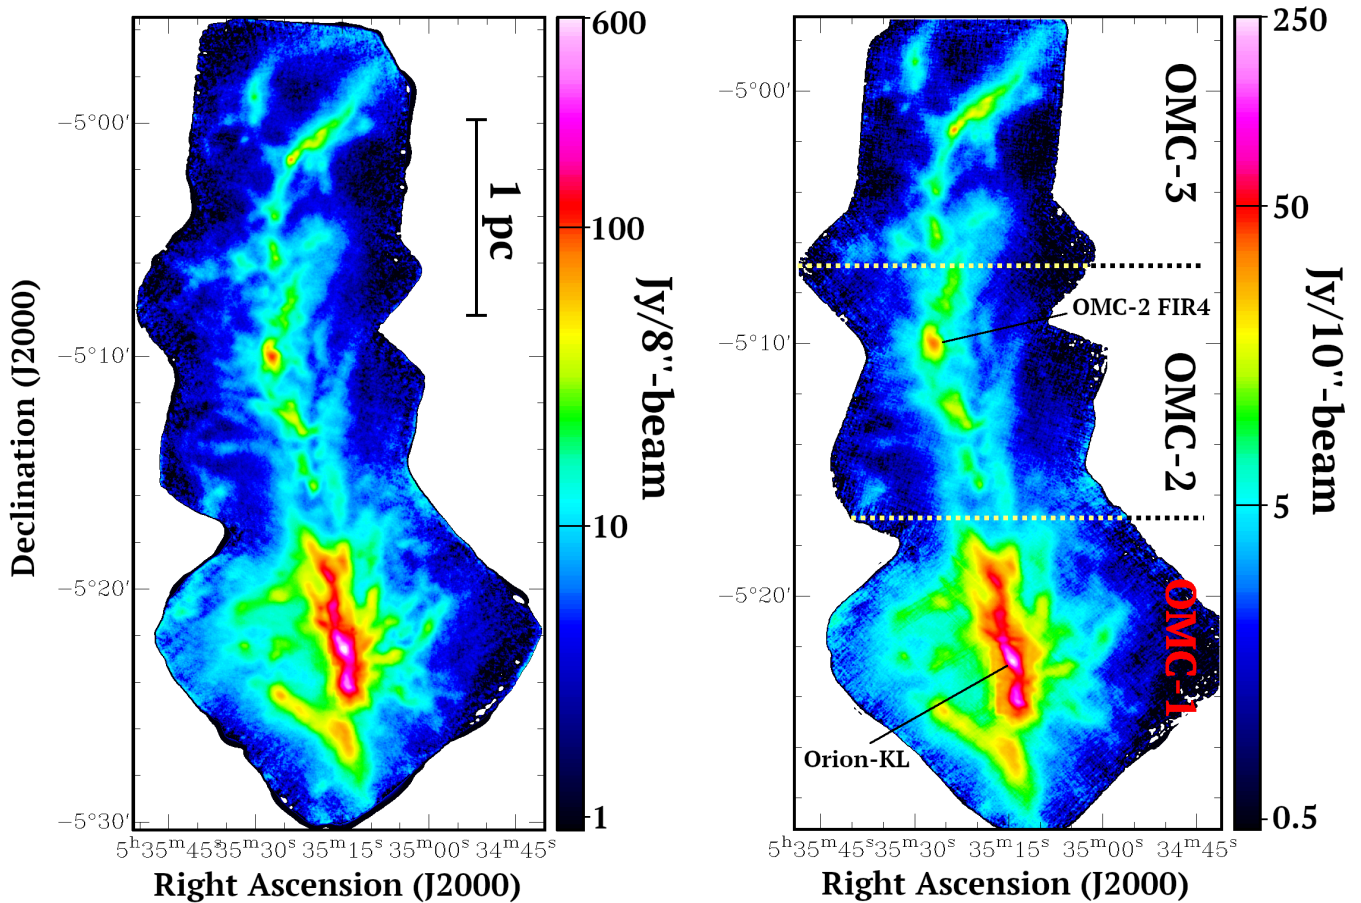 600
100
10
1
Jy/8"-beam
1 pc
−5°00′
−5°10′
−5°20′
−5°30′
Declination (J2000)
5ʰ35ᵐ45ˢ
35ᵐ30ˢ
35ᵐ15ˢ
35ᵐ00ˢ
34ᵐ45ˢ
Right Ascension (J2000)
250
50
5
0.5
Jy/10"-beam
OMC-3
OMC-2 FIR4
OMC-2
OMC-1
Orion-KL
−5°00′
−5°10′
−5°20′
5ʰ35ᵐ45ˢ
35ᵐ30ˢ
35ᵐ15ˢ
35ᵐ00ˢ
34ᵐ45ˢ
Right Ascension (J2000)